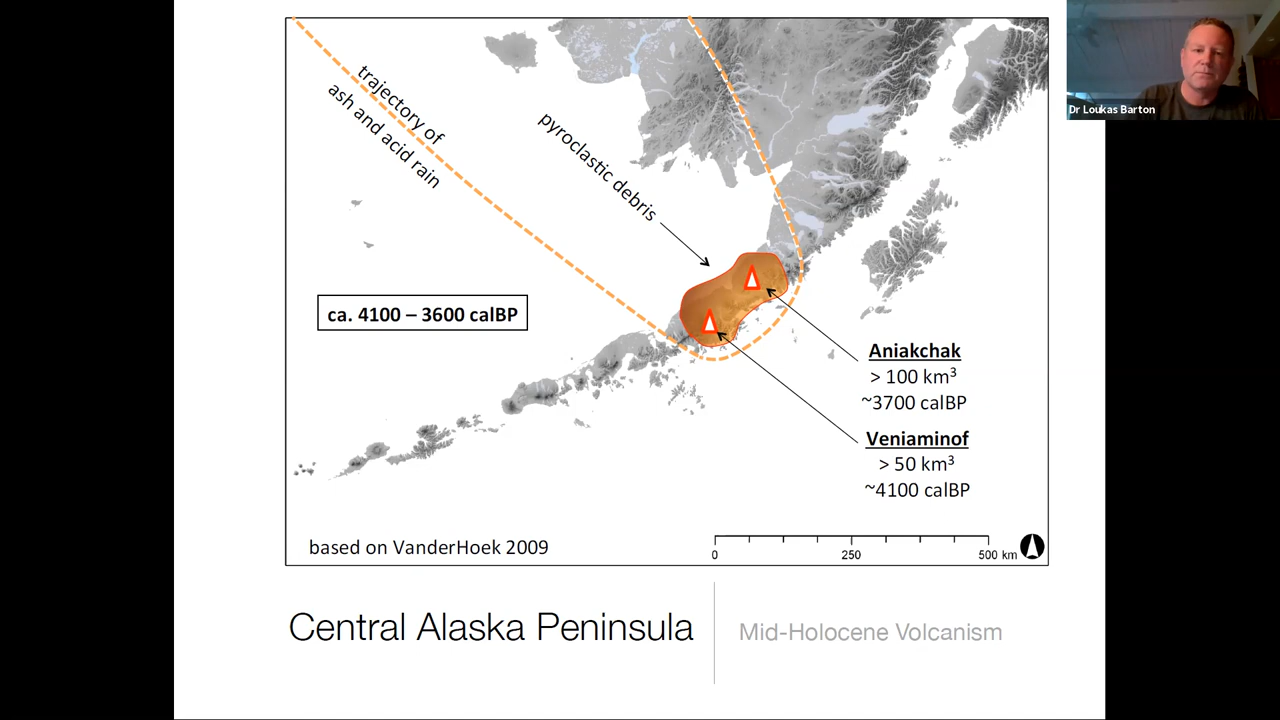 Dr Loukas Barton
trajectory of
ash and acid rain
pyroclastic debris
ca. 4100 – 3600 calBP
Aniakchak
> 100 km³
~3700 calBP
Veniaminof
> 50 km³
~4100 calBP
based on VanderHoek 2009
0 250 500 km
Central Alaska Peninsula
Mid-Holocene Volcanism